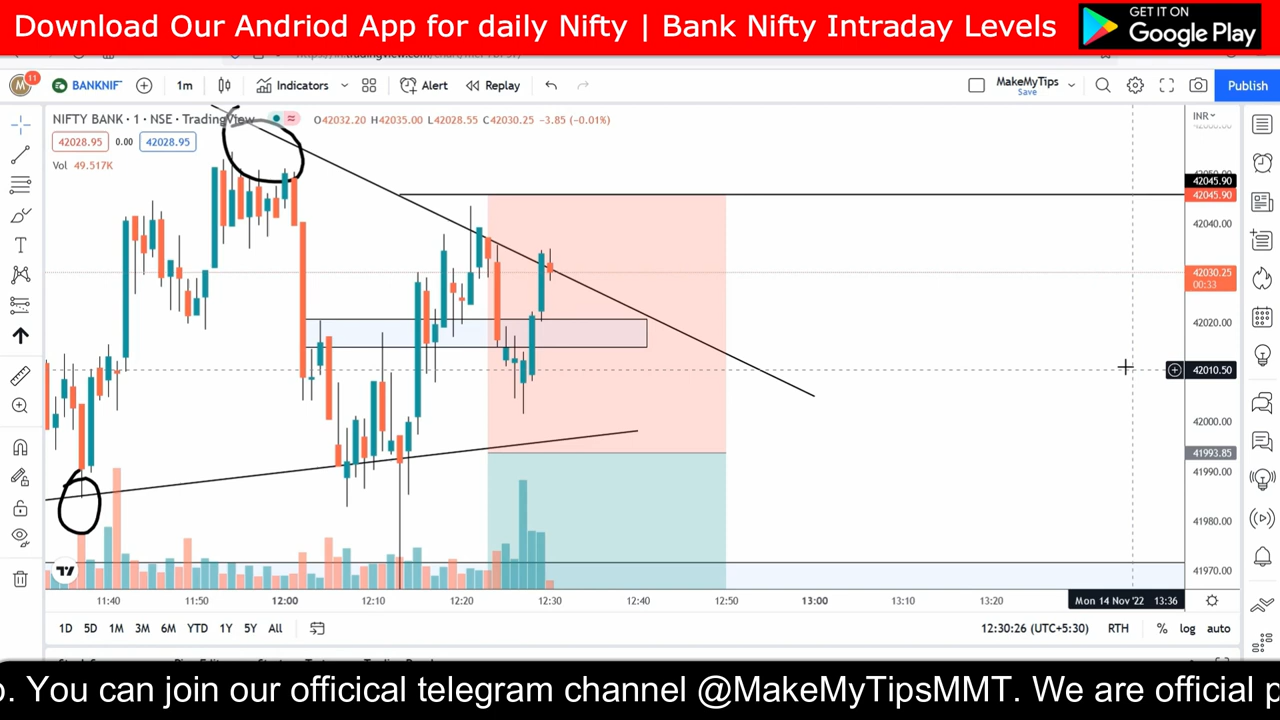 Download Our Andriod App for daily Nifty | Bank Nifty Intraday Levels
GET IT ON
Google Play
M 11 BANKNIF 1m Indicators Alert Replay MakeMyTips Save Publish
NIFTY BANK · 1 · NSE · TradingView O42032.20 H42035.00 L42028.55 C42030.25 -3.85 (-0.01%) INR
42028.95 0.00 42028.95
Vol 49.517K
42045.90
42045.90
42040.00
42030.25
00:33
42020.00
42010.50
42000.00
41993.85
41990.00
41980.00
41970.00
11:40 11:50 12:00 12:10 12:20 12:30 12:40 12:50 13:00 13:10 13:20 Mon 14 Nov '22 13:36
1D 5D 1M 3M 6M YTD 1Y 5Y All 12:30:26 (UTC+5:30) RTH % log auto
o. You can join our officical telegram channel @MakeMyTipsMMT. We are official p